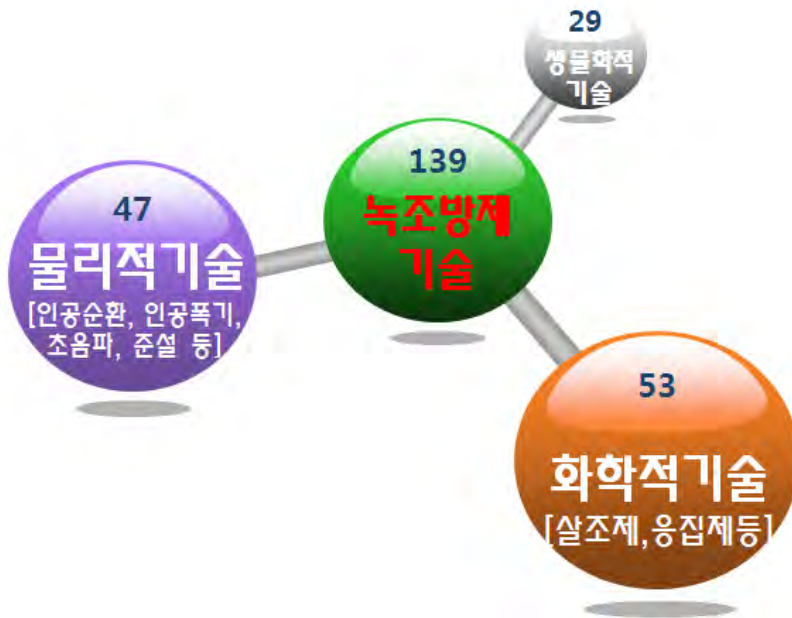 29
생물학적
기술
139
녹조방제
기술
47
물리적기술
[인공순환, 인공폭기,
초음파, 준설 등]
53
화학적기술
[살조제,응집제등]